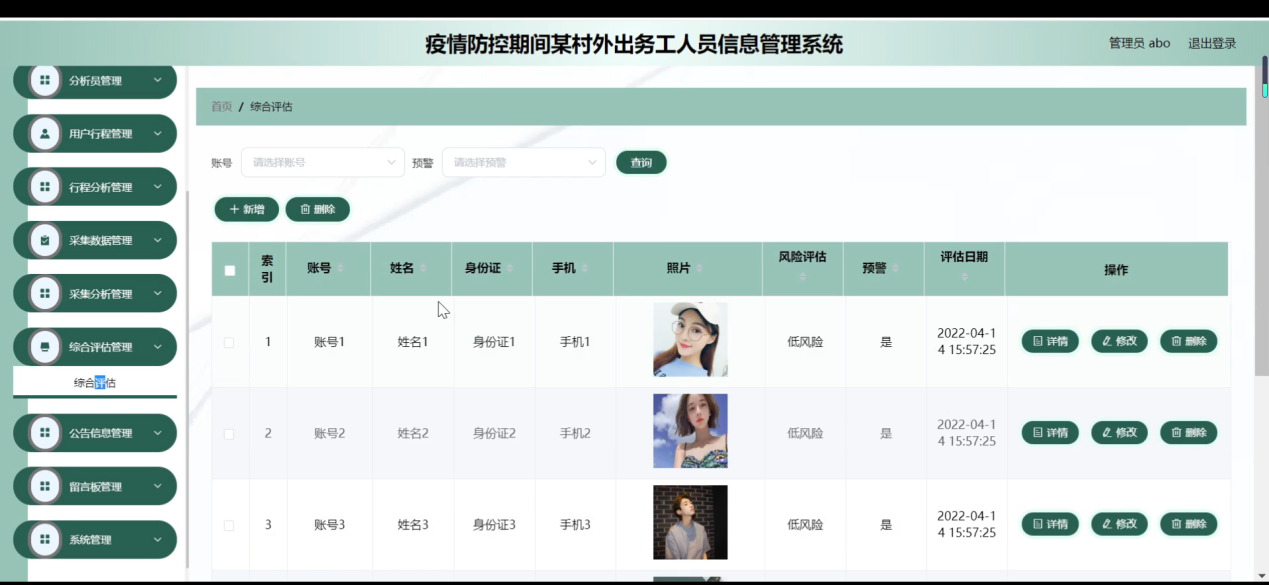 疫情防控期间某村外出务工人员信息管理系统
管理员 abo 退出登录
分析员管理
用户行程管理
行程分析管理
采集数据管理
采集分析管理
综合评估管理
综合评估
公告信息管理
留言板管理
系统管理
首页 / 综合评估
账号 请选择账号 预警 请选择预警 查询
+ 新增 删除
索引 账号 姓名 身份证 手机 照片 风险评估 预警 评估日期 操作
1 账号1 姓名1 身份证1 手机1 低风险 是 2022-04-14 15:57:25 详情 修改 删除
2 账号2 姓名2 身份证2 手机2 低风险 是 2022-04-14 15:57:25 详情 修改 删除
3 账号3 姓名3 身份证3 手机3 低风险 是 2022-04-14 15:57:25 详情 修改 删除